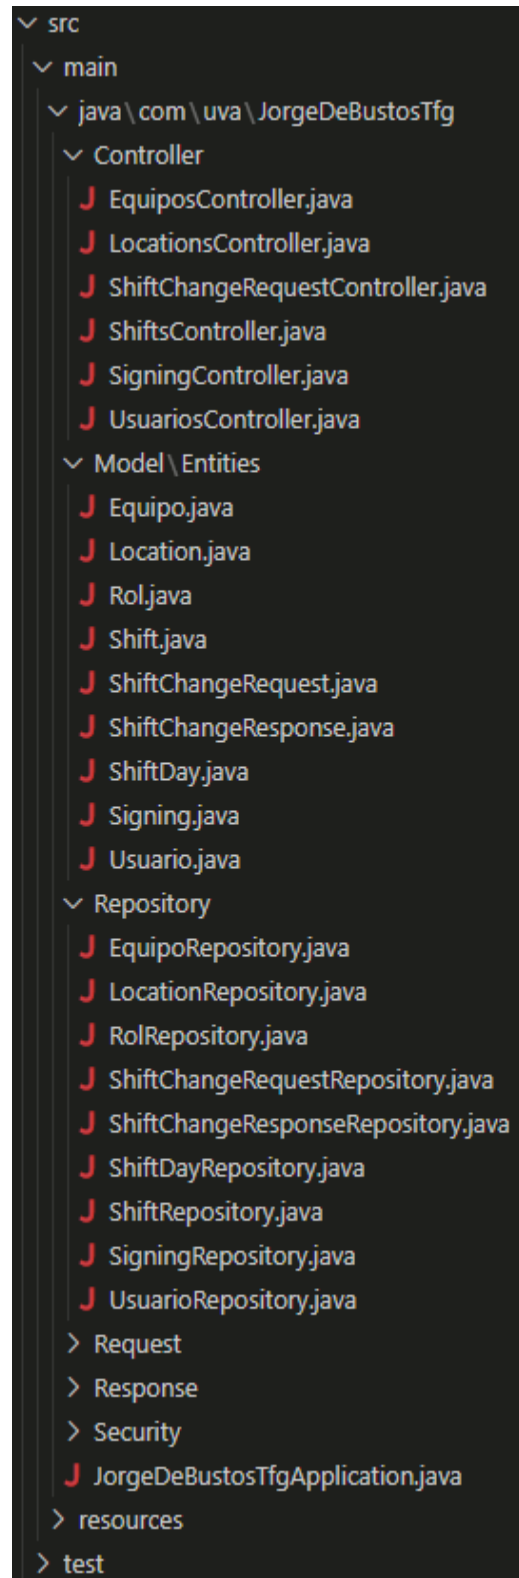 src
main
java\com\uva\JorgeDeBustosTfg
Controller
J EquiposController.java
J LocationsController.java
J ShiftChangeRequestController.java
J ShiftsController.java
J SigningController.java
J UsuariosController.java
Model\Entities
J Equipo.java
J Location.java
J Rol.java
J Shift.java
J ShiftChangeRequest.java
J ShiftChangeResponse.java
J ShiftDay.java
J Signing.java
J Usuario.java
Repository
J EquipoRepository.java
J LocationRepository.java
J RolRepository.java
J ShiftChangeRequestRepository.java
J ShiftChangeResponseRepository.java
J ShiftDayRepository.java
J ShiftRepository.java
J SigningRepository.java
J UsuarioRepository.java
Request
Response
Security
J JorgeDeBustosTfgApplication.java
resources
test